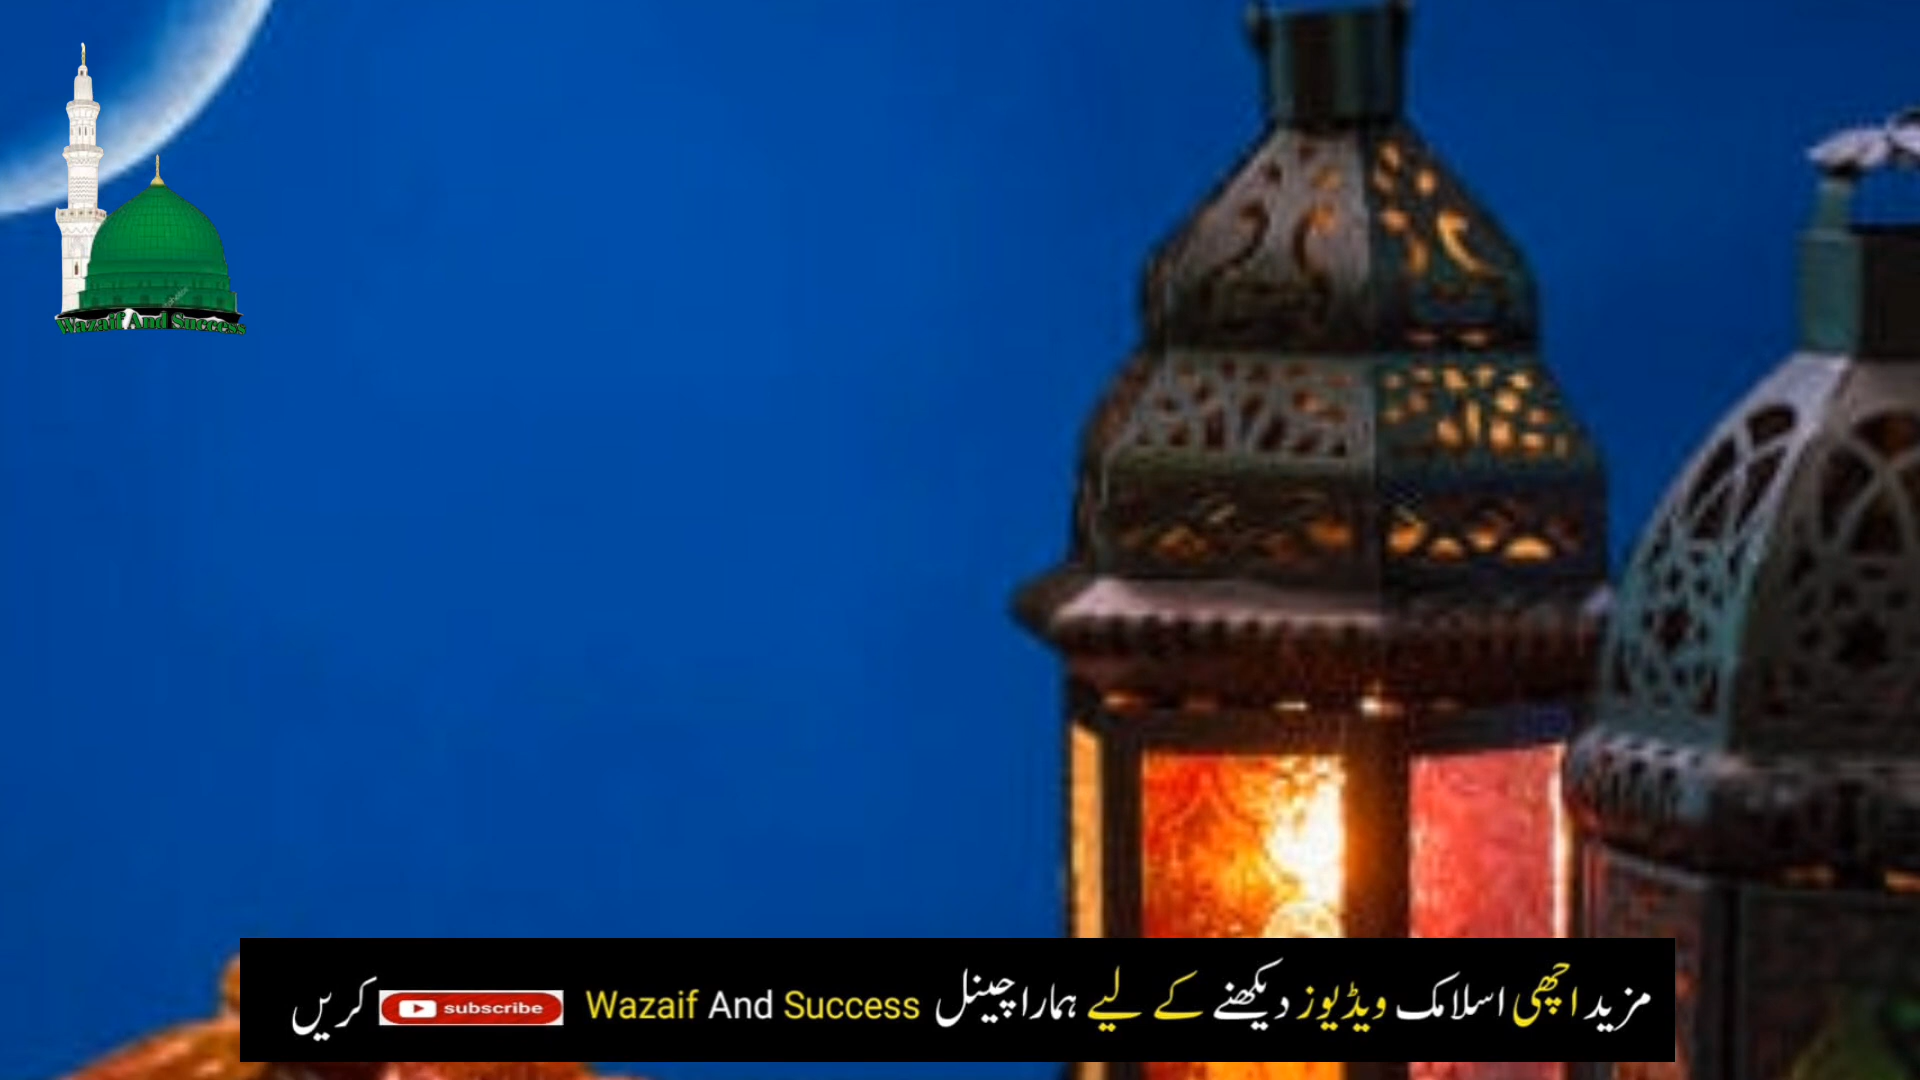 Wazaif And Success
مزید اچھی اسلامک ویڈیوز دیکھنے کے لیے ہمارا چینل Wazaif And Success subscribe کریں